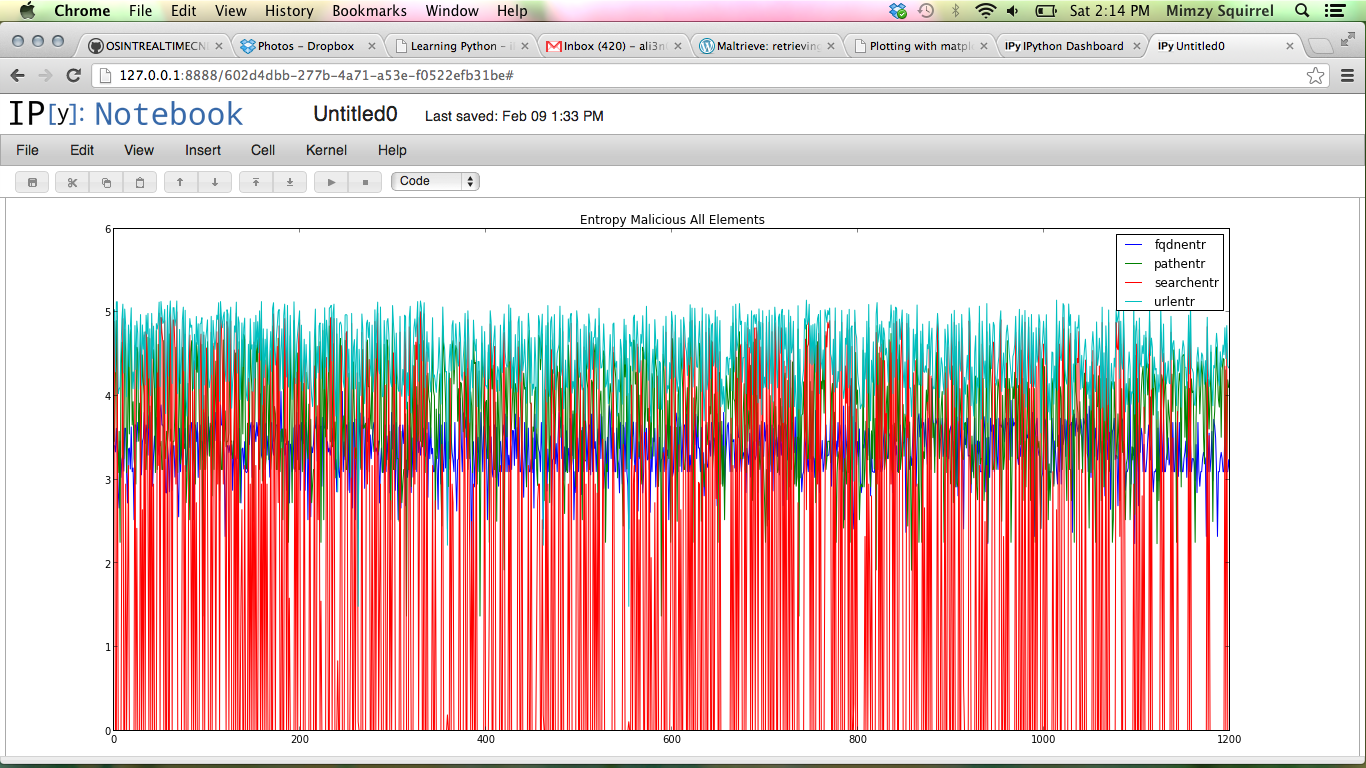 Chrome File Edit View History Bookmarks Window Help Sat 2:14 PM Mimzy Squirrel
OSINTREALTIMECN Photos - Dropbox Learning Python - Inbox (420) - ali3n Maltrieve: retrieving Plotting with matpl IPy IPython Dashboard IPy Untitled0
127.0.0.1:8888/602d4dbb-277b-4a71-a53e-f0522efb31be#
IP[y]: Notebook Untitled0 Last saved: Feb 09 1:33 PM
File Edit View Insert Cell Kernel Help
Code
Entropy Malicious All Elements
6
5
4
3
2
1
0
fqdnentr
pathentr
searchentr
urlentr
0 200 400 600 800 1000 1200